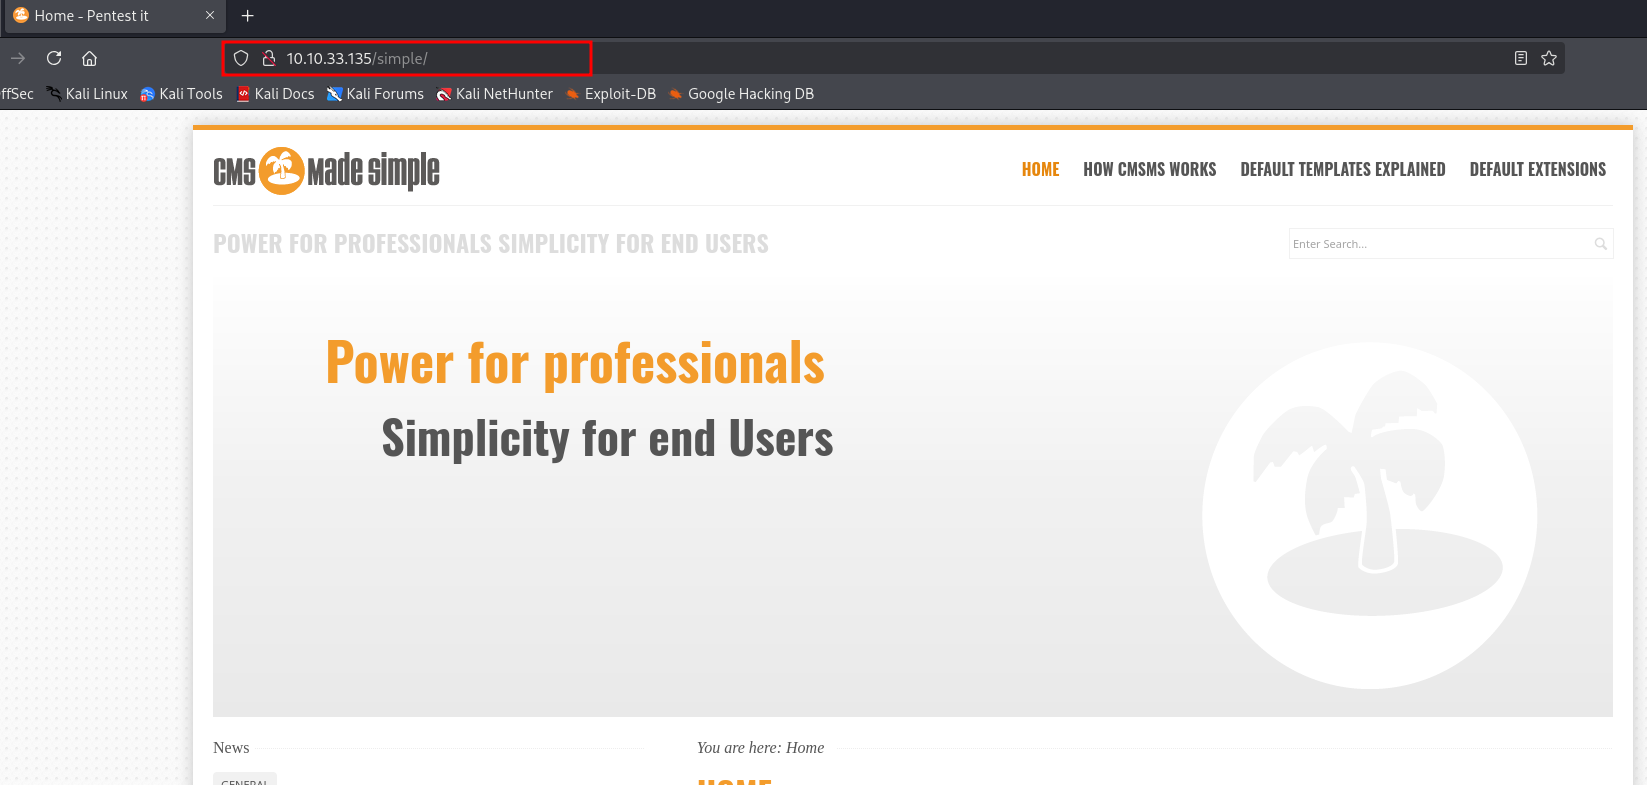 Home - Pentest it
10.10.33.135/simple/
ffSec Kali Linux Kali Tools Kali Docs Kali Forums Kali NetHunter Exploit-DB Google Hacking DB
CMS made simple
HOME HOW CMSMS WORKS DEFAULT TEMPLATES EXPLAINED DEFAULT EXTENSIONS
POWER FOR PROFESSIONALS SIMPLICITY FOR END USERS
Enter Search...
Power for professionals
Simplicity for end Users
News
You are here: Home
GENERAL
HOME